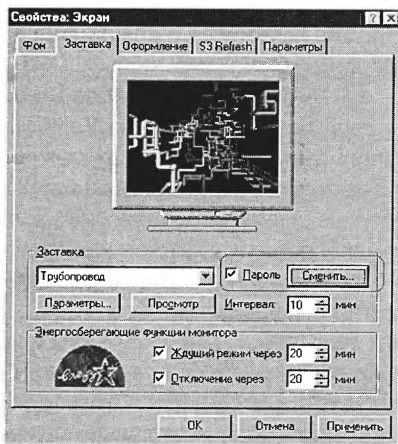 Свойства: Экран
Фон Заставка Оформление S3 Refresh Параметры
Заставка
Трубопровод Пароль Сменить...
Параметры... Просмотр Интервал: 10 мин
Энергосберегающие функции монитора
Ждущий режим через 20 мин
Отключение через 20 мин
OK Отмена Применить